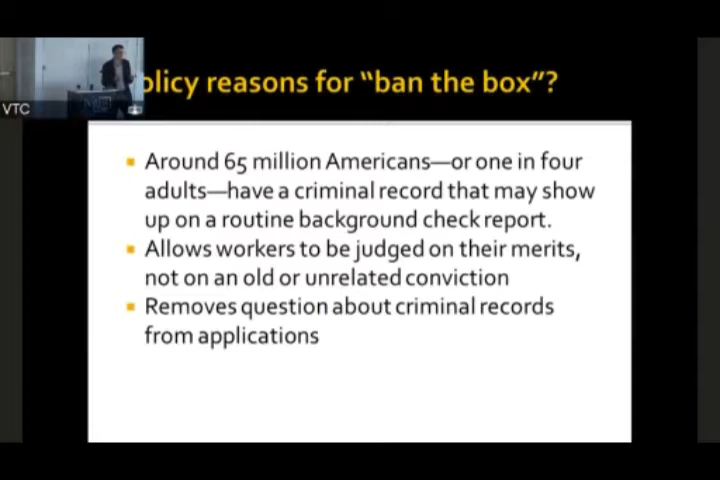 olicy reasons for “ban the box”?
VTC
Around 65 million Americans—or one in four
adults—have a criminal record that may show
up on a routine background check report.
Allows workers to be judged on their merits,
not on an old or unrelated conviction
Removes question about criminal records
from applications